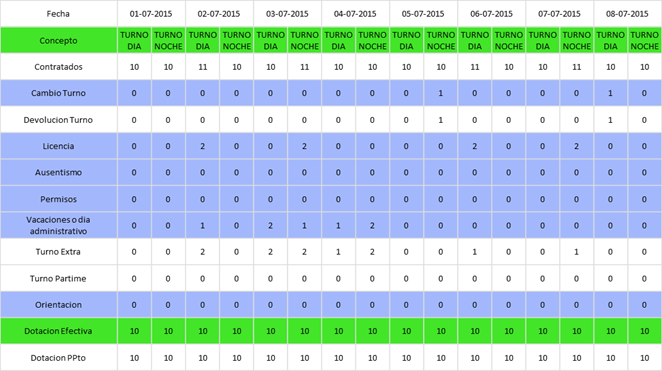 Fecha 01-07-2015 02-07-2015 03-07-2015 04-07-2015 05-07-2015 06-07-2015 07-07-2015 08-07-2015
Concepto TURNO DIA TURNO NOCHE TURNO DIA TURNO NOCHE TURNO DIA TURNO NOCHE TURNO DIA TURNO NOCHE TURNO DIA TURNO NOCHE TURNO DIA TURNO NOCHE TURNO DIA TURNO NOCHE TURNO DIA TURNO NOCHE
Contratados 10 10 11 10 10 11 10 10 10 10 11 10 10 11 10 10
Cambio Turno 0 0 0 0 0 0 0 0 0 1 0 0 0 0 1 0
Devolucion Turno 0 0 0 0 0 0 0 0 0 1 0 0 0 0 1 0
Licencia 0 0 2 0 0 2 0 0 0 0 2 0 0 2 0 0
Ausentismo 0 0 0 0 0 0 0 0 0 0 0 0 0 0 0 0
Permisos 0 0 0 0 0 0 0 0 0 0 0 0 0 0 0 0
Vacaciones o dia administrativo 0 0 1 0 2 1 1 2 0 0 0 0 0 0 0 0
Turno Extra 0 0 2 0 2 2 1 2 0 0 1 0 0 1 0 0
Turno Partime 0 0 0 0 0 0 0 0 0 0 0 0 0 0 0 0
Orientacion 0 0 0 0 0 0 0 0 0 0 0 0 0 0 0 0
Dotacion Efectiva 10 10 10 10 10 10 10 10 10 10 10 10 10 10 10 10
Dotacion PPto 10 10 10 10 10 10 10 10 10 10 10 10 10 10 10 10